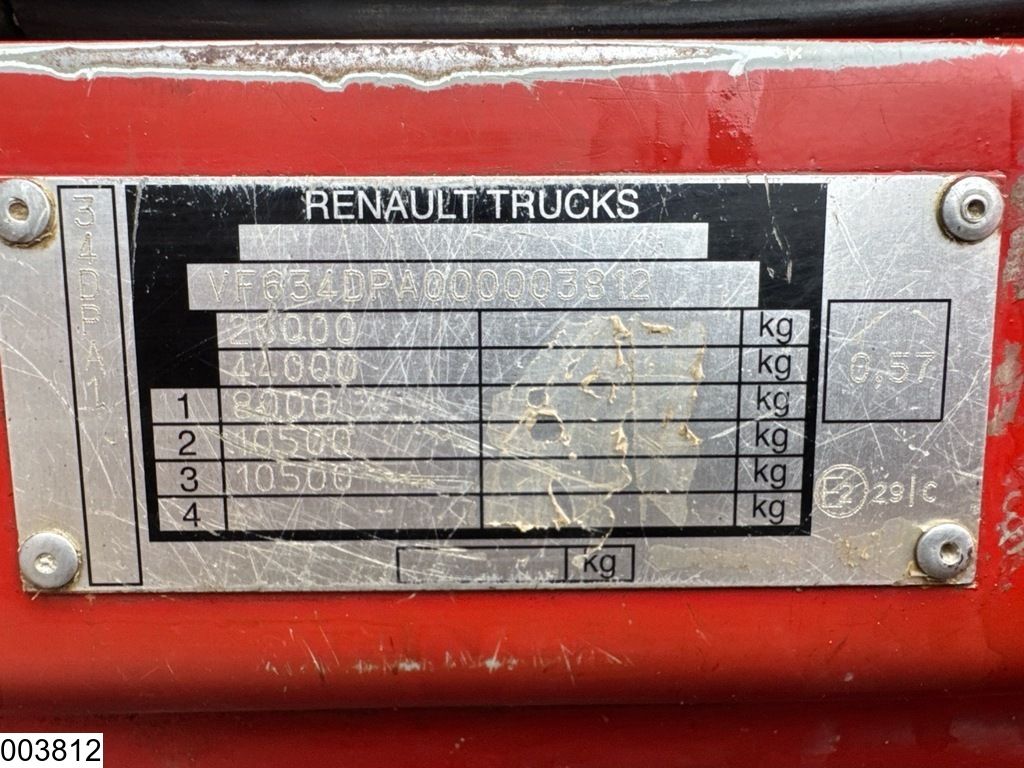 34DPA1
RENAULT TRUCKS
VF634DPA000003812
26000 kg
44000 kg
1 8000 kg
2 10500 kg
3 10500 kg
4 kg
kg
0,57
E2 29|C
003812